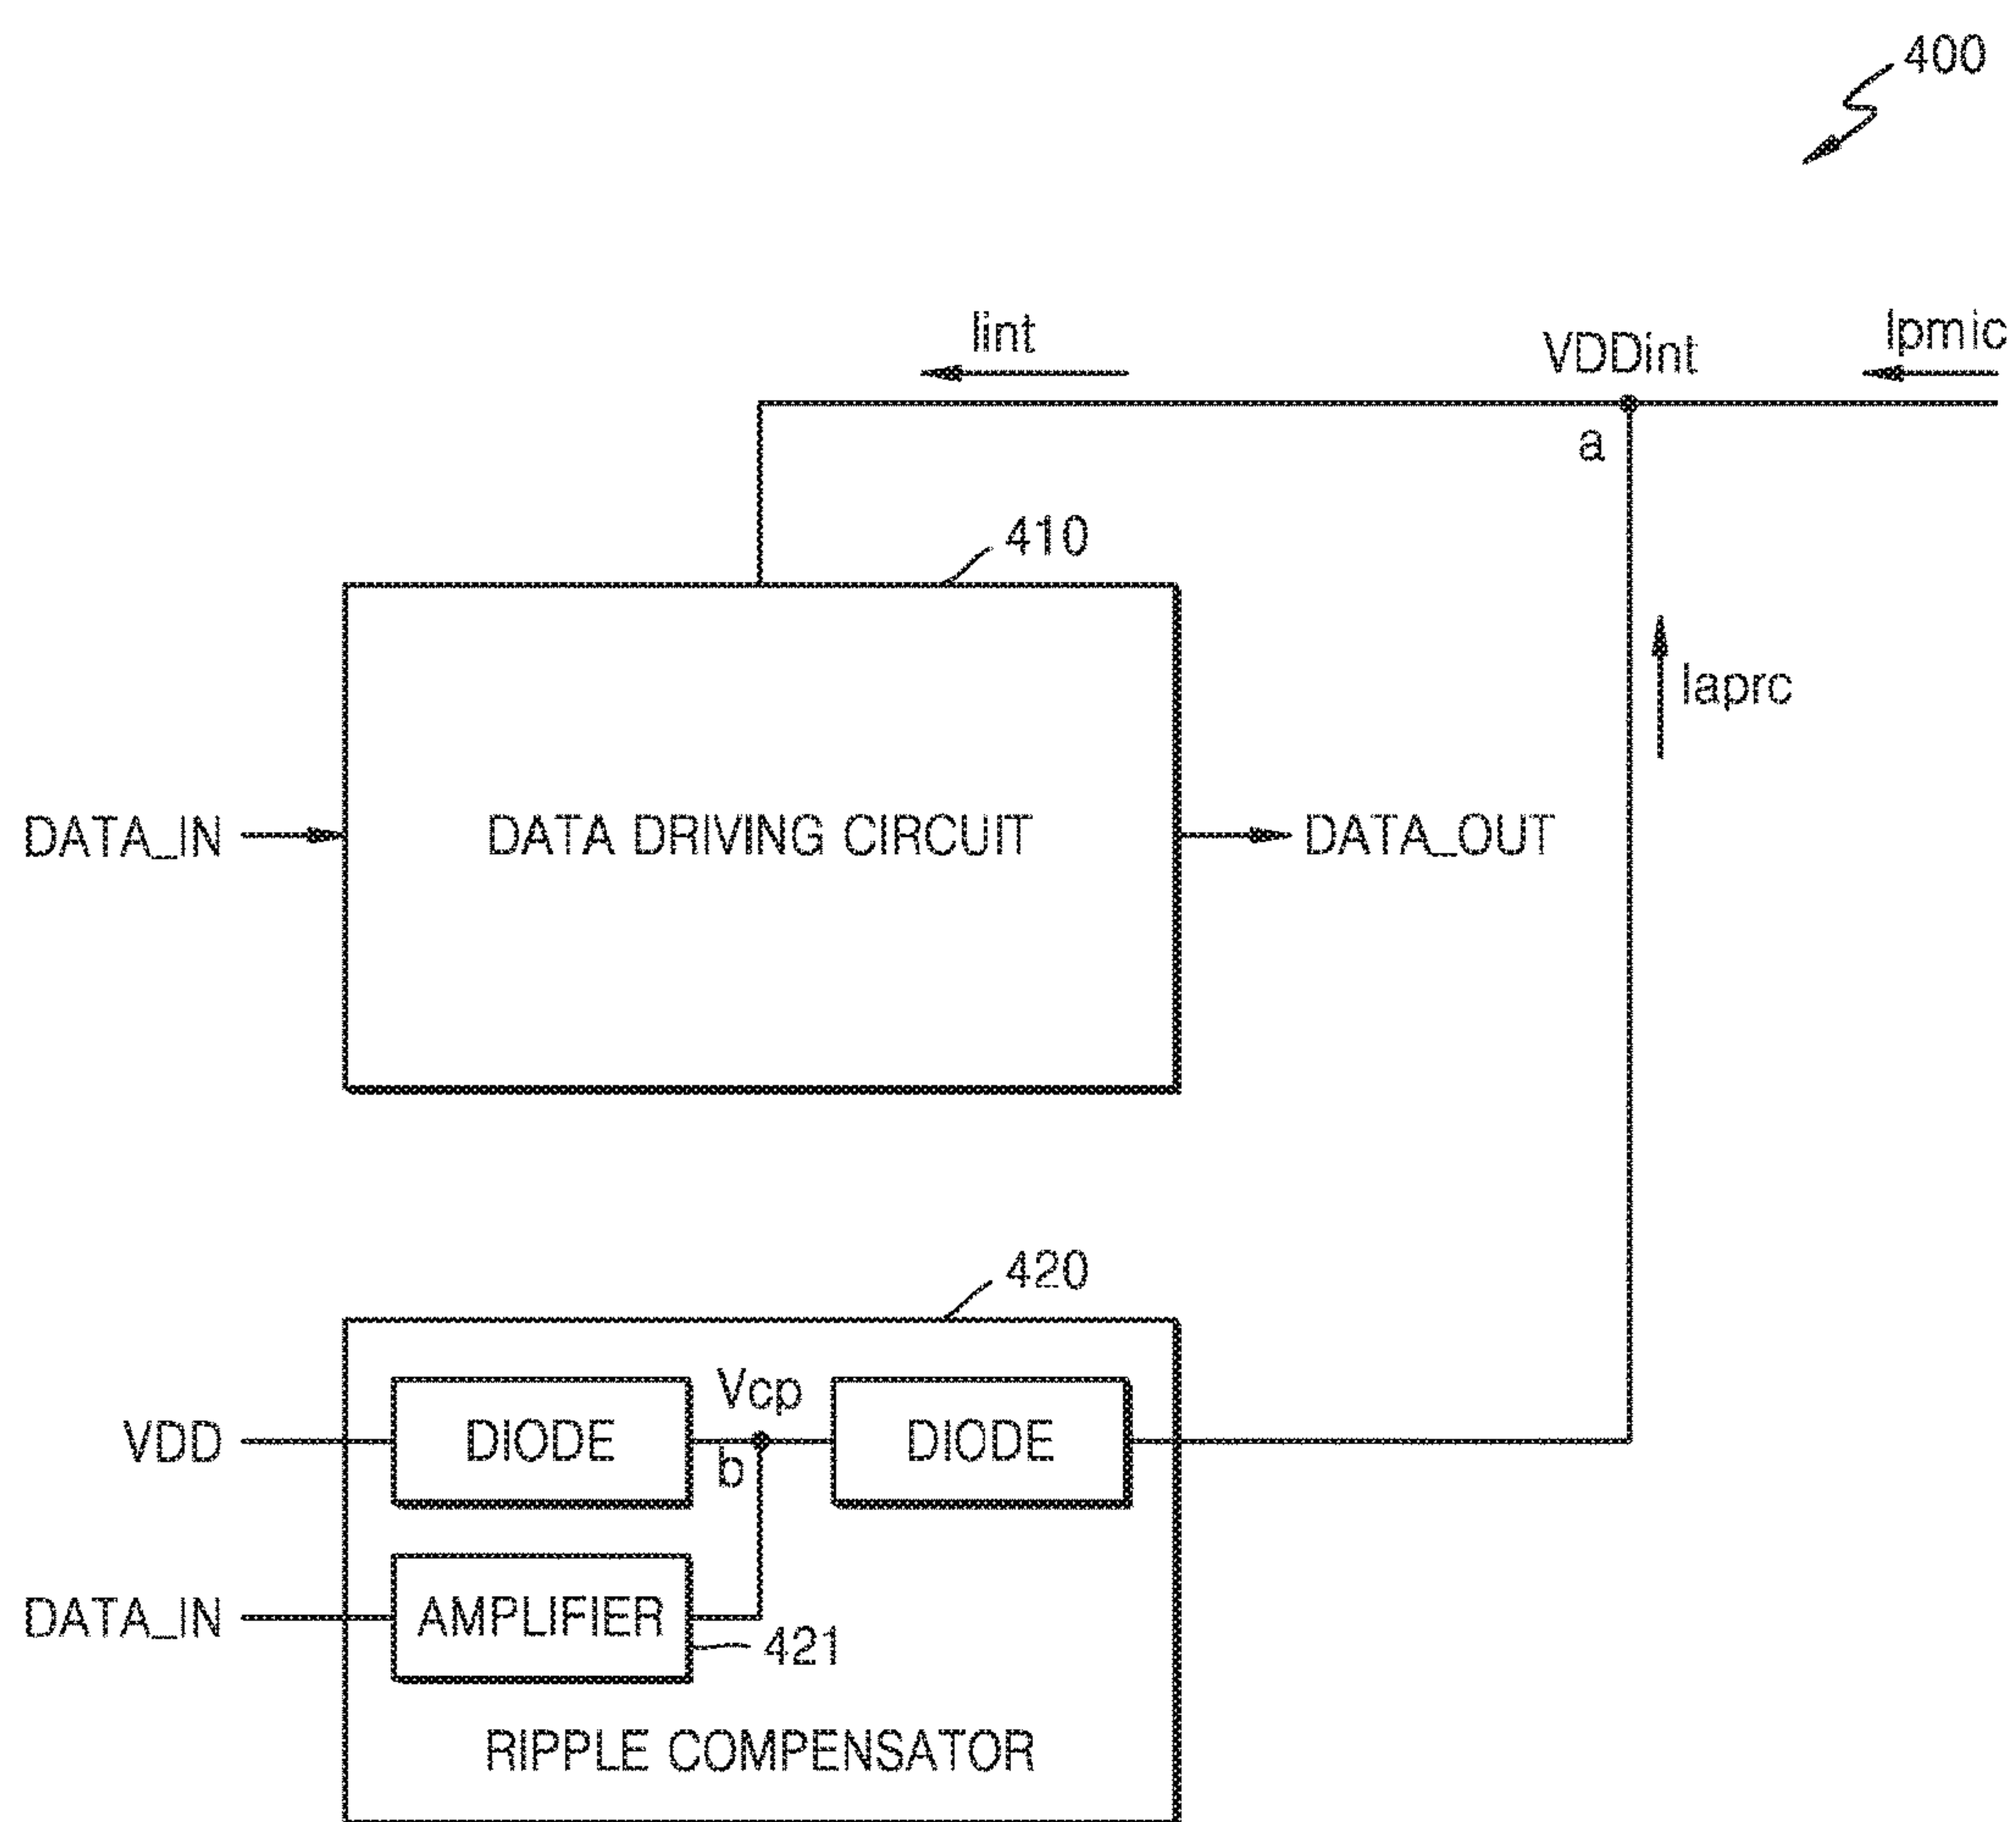 400
Iint
VDDint
Ipmic
a
410
Iaprc
DATA_IN
DATA DRIVING CIRCUIT
DATA_OUT
420
Vcp
VDD
DIODE
b
DIODE
DATA_IN
AMPLIFIER
421
RIPPLE COMPENSATOR